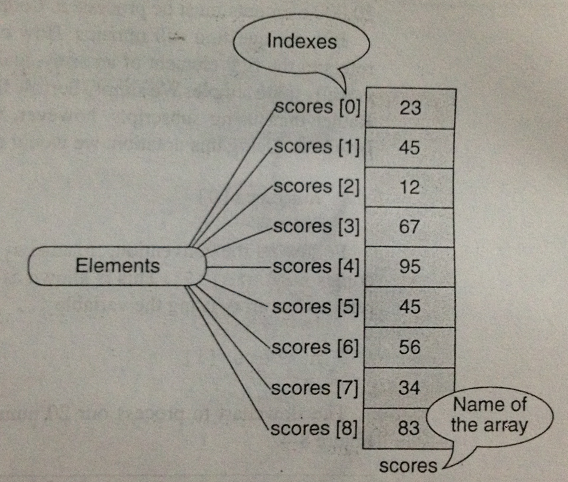 Indexes
scores [0] 23
scores [1] 45
scores [2] 12
scores [3] 67
Elements scores [4] 95
scores [5] 45
scores [6] 56
scores [7] 34
scores [8] 83
Name of
the array
scores